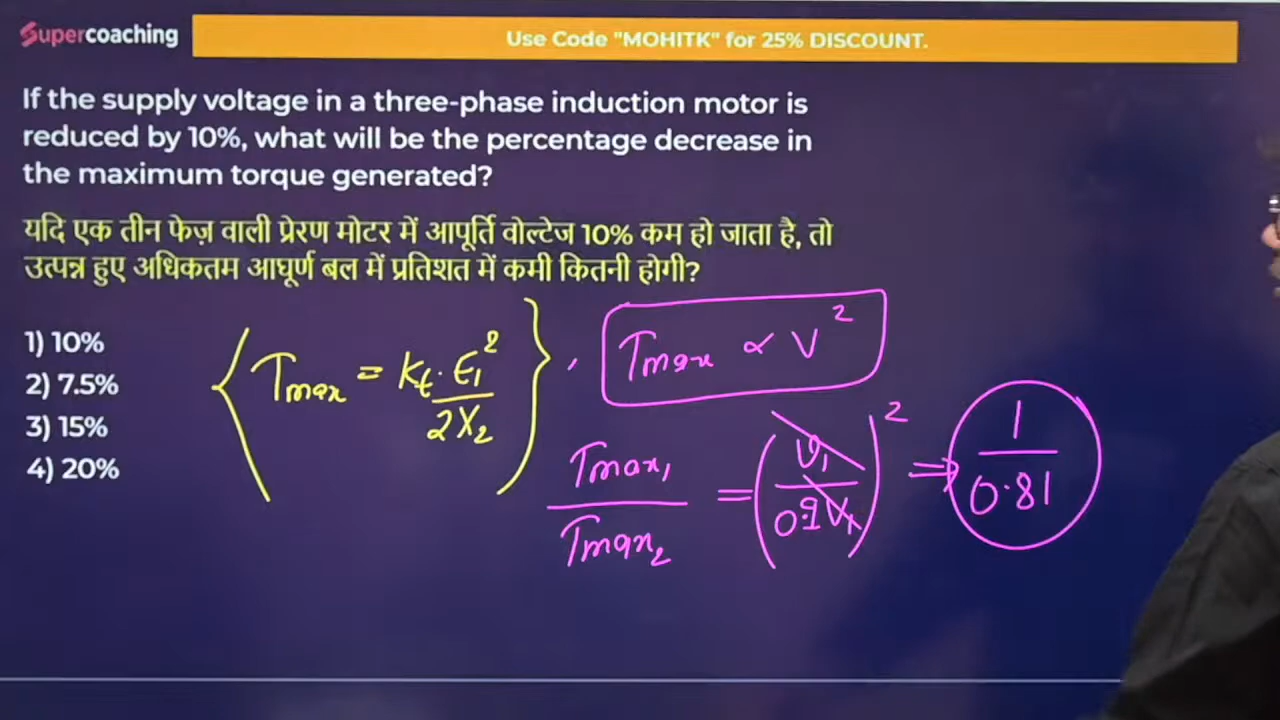 Supercoaching
Use Code "MOHITK" for 25% DISCOUNT.
If the supply voltage in a three-phase induction motor is
reduced by 10%, what will be the percentage decrease in
the maximum torque generated?
यदि एक तीन फेज़ वाली प्रेरण मोटर में आपूर्ति वोल्टेज 10% कम हो जाता है, तो
उत्पन्न हुए अधिकतम आघूर्ण बल में प्रतिशत में कमी कितनी होगी?
1) 10%
2) 7.5%
3) 15%
4) 20%
Tmax = Kt · E₁² / 2X₂
Tmax ∝ V²
Tmax₁ / Tmax₂ = (V₁ / 0.9V₁)² ⇒ 1 / 0.81